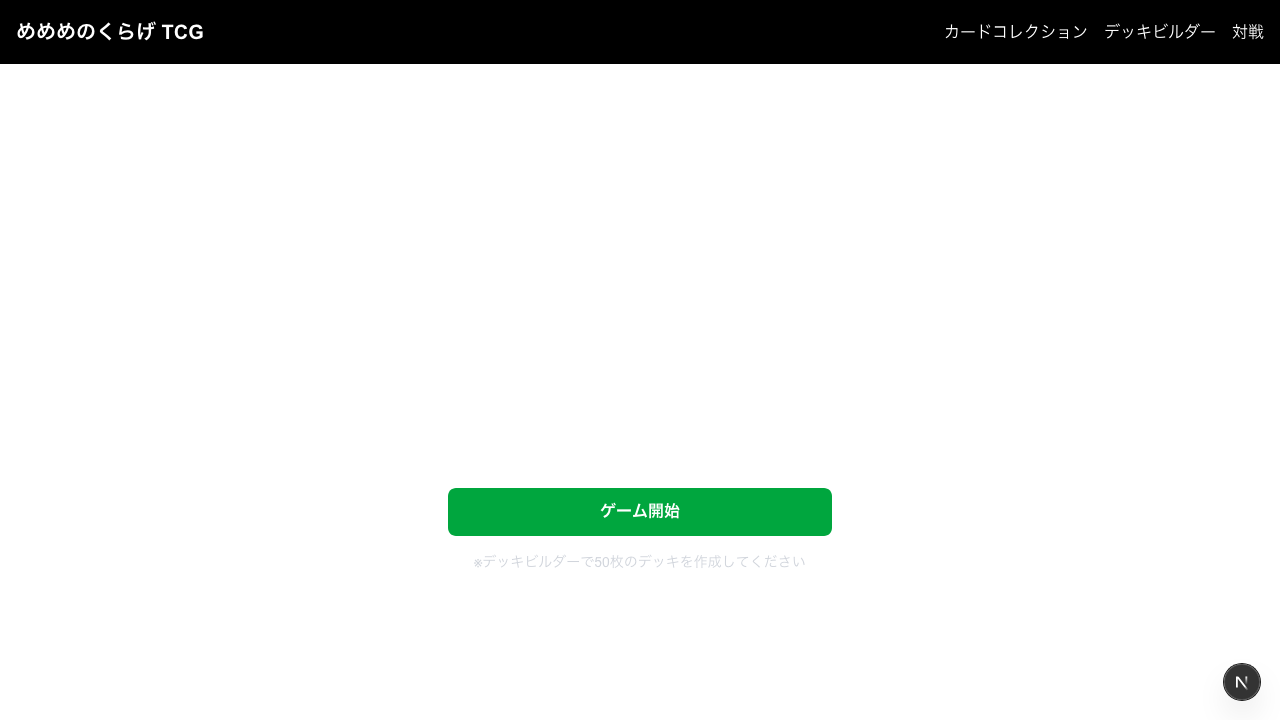 めめめのくらげ TCG
カードコレクション デッキビルダー 対戦
ゲーム開始
※デッキビルダーで50枚のデッキを作成してください
N